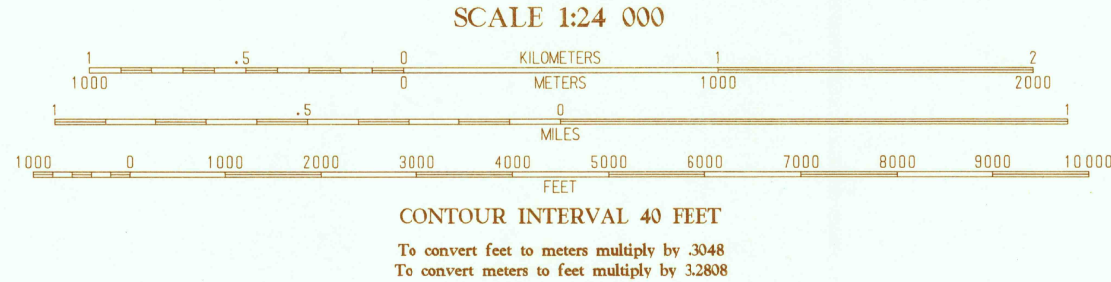 SCALE 1:24 000
1 .5 0 KILOMETERS 1 2
1000 0 METERS 1000 2000
1 .5 0 1
MILES
1000 0 1000 2000 3000 4000 5000 6000 7000 8000 9000 10 000
FEET
CONTOUR INTERVAL 40 FEET
To convert feet to meters multiply by .3048
To convert meters to feet multiply by 3.2808